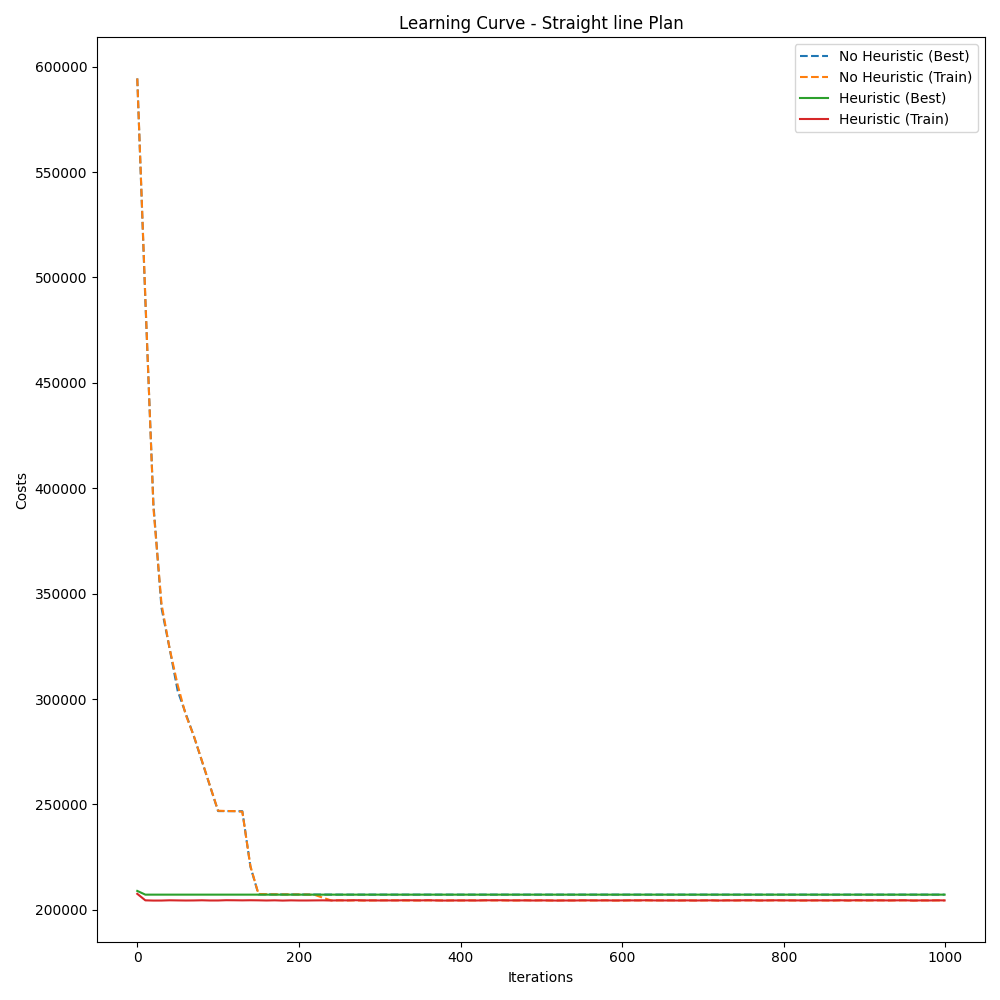 Learning Curve - Straight line Plan
No Heuristic (Best)
No Heuristic (Train)
Heuristic (Best)
Heuristic (Train)
600000
550000
500000
450000
400000
350000
300000
250000
200000
Costs
0 200 400 600 800 1000
Iterations